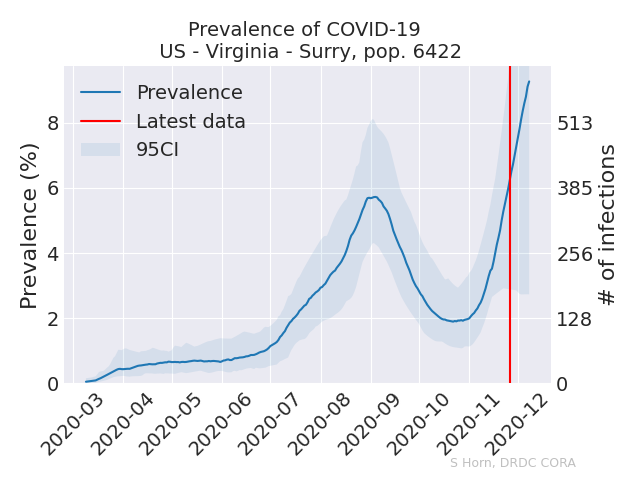 Prevalence of COVID-19
US - Virginia - Surry, pop. 6422
Prevalence
Latest data
95CI
Prevalence (%)
8
6
4
2
0
513
385
256
128
0
# of infections
2020-03
2020-04
2020-05
2020-06
2020-07
2020-08
2020-09
2020-10
2020-11
2020-12
S Horn, DRDC CORA